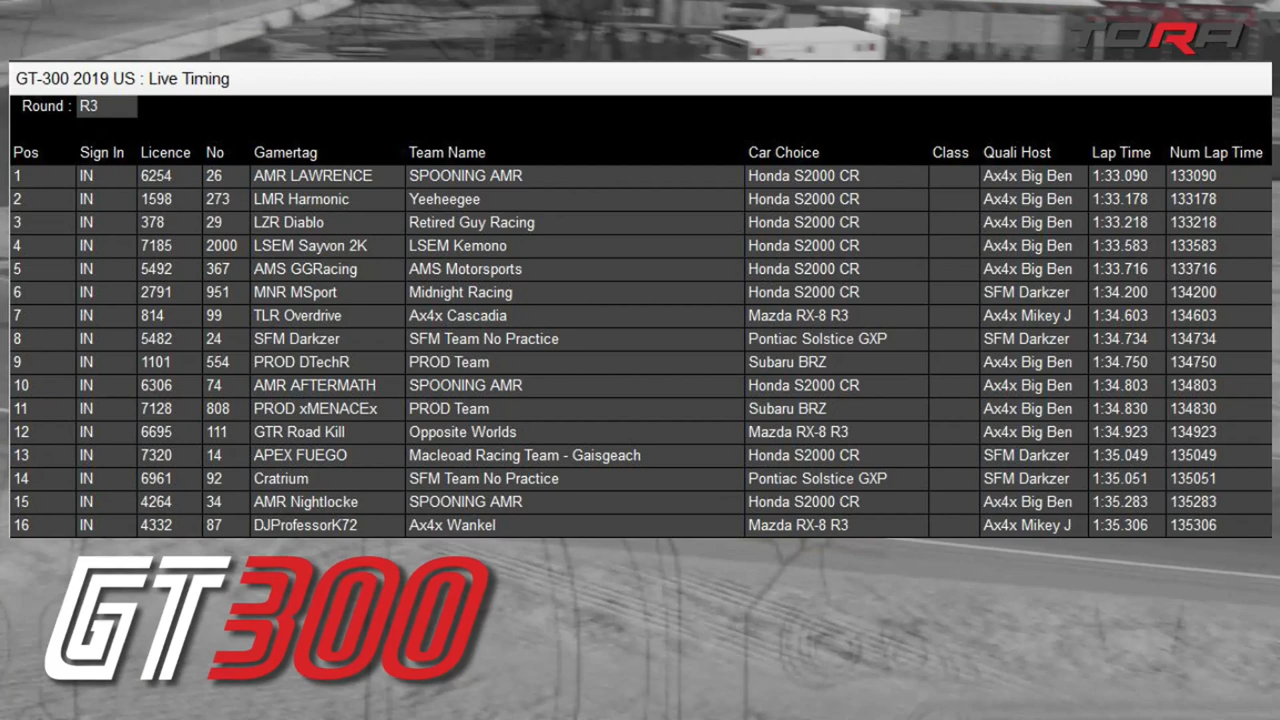 TORA
GT-300 2019 US : Live Timing
Round : R3
Pos Sign In Licence No Gamertag Team Name Car Choice Class Quali Host Lap Time Num Lap Time
1 IN 6254 26 AMR LAWRENCE SPOONING AMR Honda S2000 CR Ax4x Big Ben 1:33.090 133090
2 IN 1598 273 LMR Harmonic Yeeheegee Honda S2000 CR Ax4x Big Ben 1:33.178 133178
3 IN 378 29 LZR Diablo Retired Guy Racing Honda S2000 CR Ax4x Big Ben 1:33.218 133218
4 IN 7185 2000 LSEM Sayvon 2K LSEM Kemono Honda S2000 CR Ax4x Big Ben 1:33.583 133583
5 IN 5492 367 AMS GGRacing AMS Motorsports Honda S2000 CR Ax4x Big Ben 1:33.716 133716
6 IN 2791 951 MNR MSport Midnight Racing Honda S2000 CR SFM Darkzer 1:34.200 134200
7 IN 814 99 TLR Overdrive Ax4x Cascadia Mazda RX-8 R3 Ax4x Mikey J 1:34.603 134603
8 IN 5482 24 SFM Darkzer SFM Team No Practice Pontiac Solstice GXP SFM Darkzer 1:34.734 134734
9 IN 1101 554 PROD DTechR PROD Team Subaru BRZ Ax4x Big Ben 1:34.750 134750
10 IN 6306 74 AMR AFTERMATH SPOONING AMR Honda S2000 CR Ax4x Big Ben 1:34.803 134803
11 IN 7128 808 PROD xMENACEx PROD Team Subaru BRZ Ax4x Big Ben 1:34.830 134830
12 IN 6695 111 GTR Road Kill Opposite Worlds Mazda RX-8 R3 Ax4x Big Ben 1:34.923 134923
13 IN 7320 14 APEX FUEGO Macleoad Racing Team - Gaisgeach Honda S2000 CR SFM Darkzer 1:35.049 135049
14 IN 6961 92 Cratrium SFM Team No Practice Pontiac Solstice GXP SFM Darkzer 1:35.051 135051
15 IN 4264 34 AMR Nightlocke SPOONING AMR Honda S2000 CR Ax4x Big Ben 1:35.283 135283
16 IN 4332 87 DJProfessorK72 Ax4x Wankel Mazda RX-8 R3 Ax4x Mikey J 1:35.306 135306
GT300